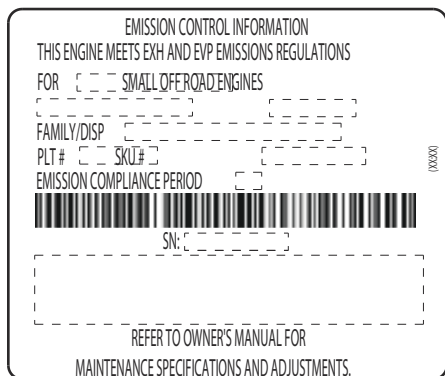 EMISSION CONTROL INFORMATION
THIS ENGINE MEETS EXH AND EVP EMISSIONS REGULATIONS
FOR SMALL OFF ROAD ENGINES
FAMILY/DISP
PLT # SKU #
(XXXX)
EMISSION COMPLIANCE PERIOD
SN:
REFER TO OWNER'S MANUAL FOR
MAINTENANCE SPECIFICATIONS AND ADJUSTMENTS.